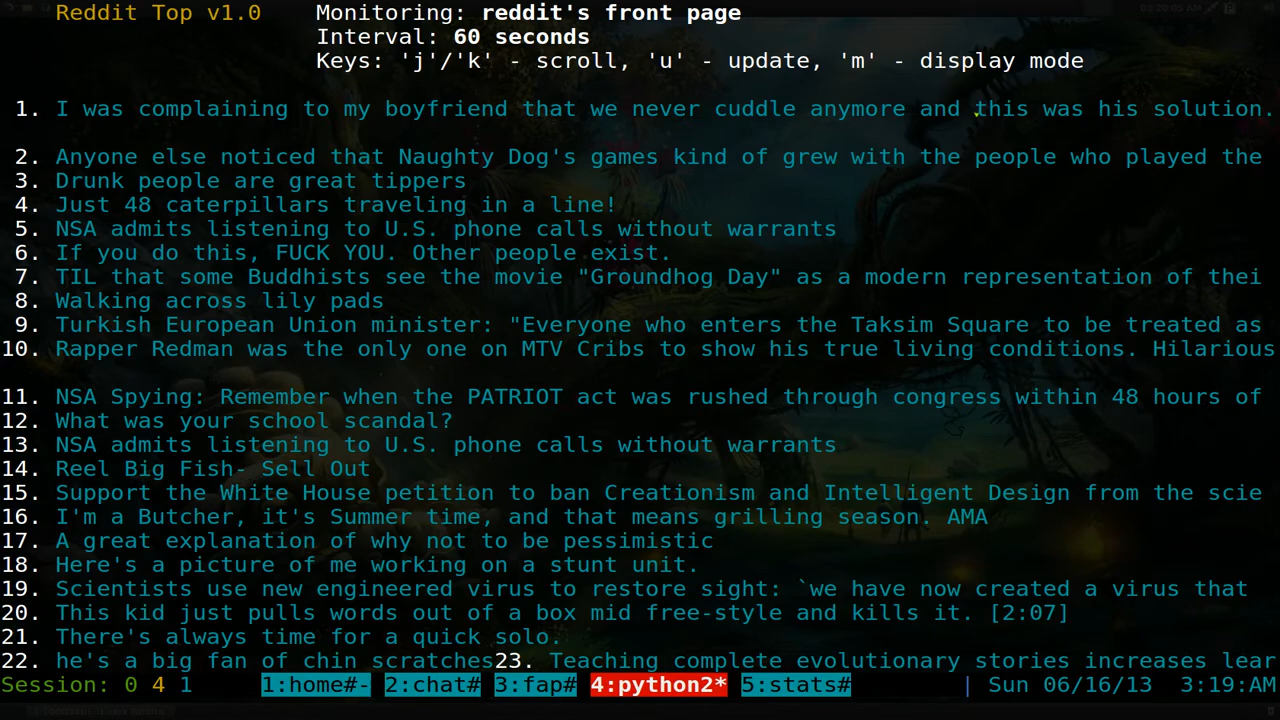 Reddit Top v1.0    Monitoring: reddit's front page
Interval: 60 seconds
Keys: 'j'/'k' - scroll, 'u' - update, 'm' - display mode
1. I was complaining to my boyfriend that we never cuddle anymore and this was his solution.
2. Anyone else noticed that Naughty Dog's games kind of grew with the people who played the
3. Drunk people are great tippers
4. Just 48 caterpillars traveling in a line!
5. NSA admits listening to U.S. phone calls without warrants
6. If you do this, FUCK YOU. Other people exist.
7. TIL that some Buddhists see the movie "Groundhog Day" as a modern representation of thei
8. Walking across lily pads
9. Turkish European Union minister: "Everyone who enters the Taksim Square to be treated as
10. Rapper Redman was the only one on MTV Cribs to show his true living conditions. Hilarious
11. NSA Spying: Remember when the PATRIOT act was rushed through congress within 48 hours of
12. What was your school scandal?
13. NSA admits listening to U.S. phone calls without warrants
14. Reel Big Fish- Sell Out
15. Support the White House petition to ban Creationism and Intelligent Design from the scie
16. I'm a Butcher, it's Summer time, and that means grilling season. AMA
17. A great explanation of why not to be pessimistic
18. Here's a picture of me working on a stunt unit.
19. Scientists use new engineered virus to restore sight: `we have now created a virus that
20. This kid just pulls words out of a box mid free-style and kills it. [2:07]
21. There's always time for a quick solo.
22. he's a big fan of chin scratches23. Teaching complete evolutionary stories increases lear
Session: 0 4 1    1:home#- 2:chat# 3:fap# 4:python2* 5:stats#    | Sun 06/16/13  3:19AM